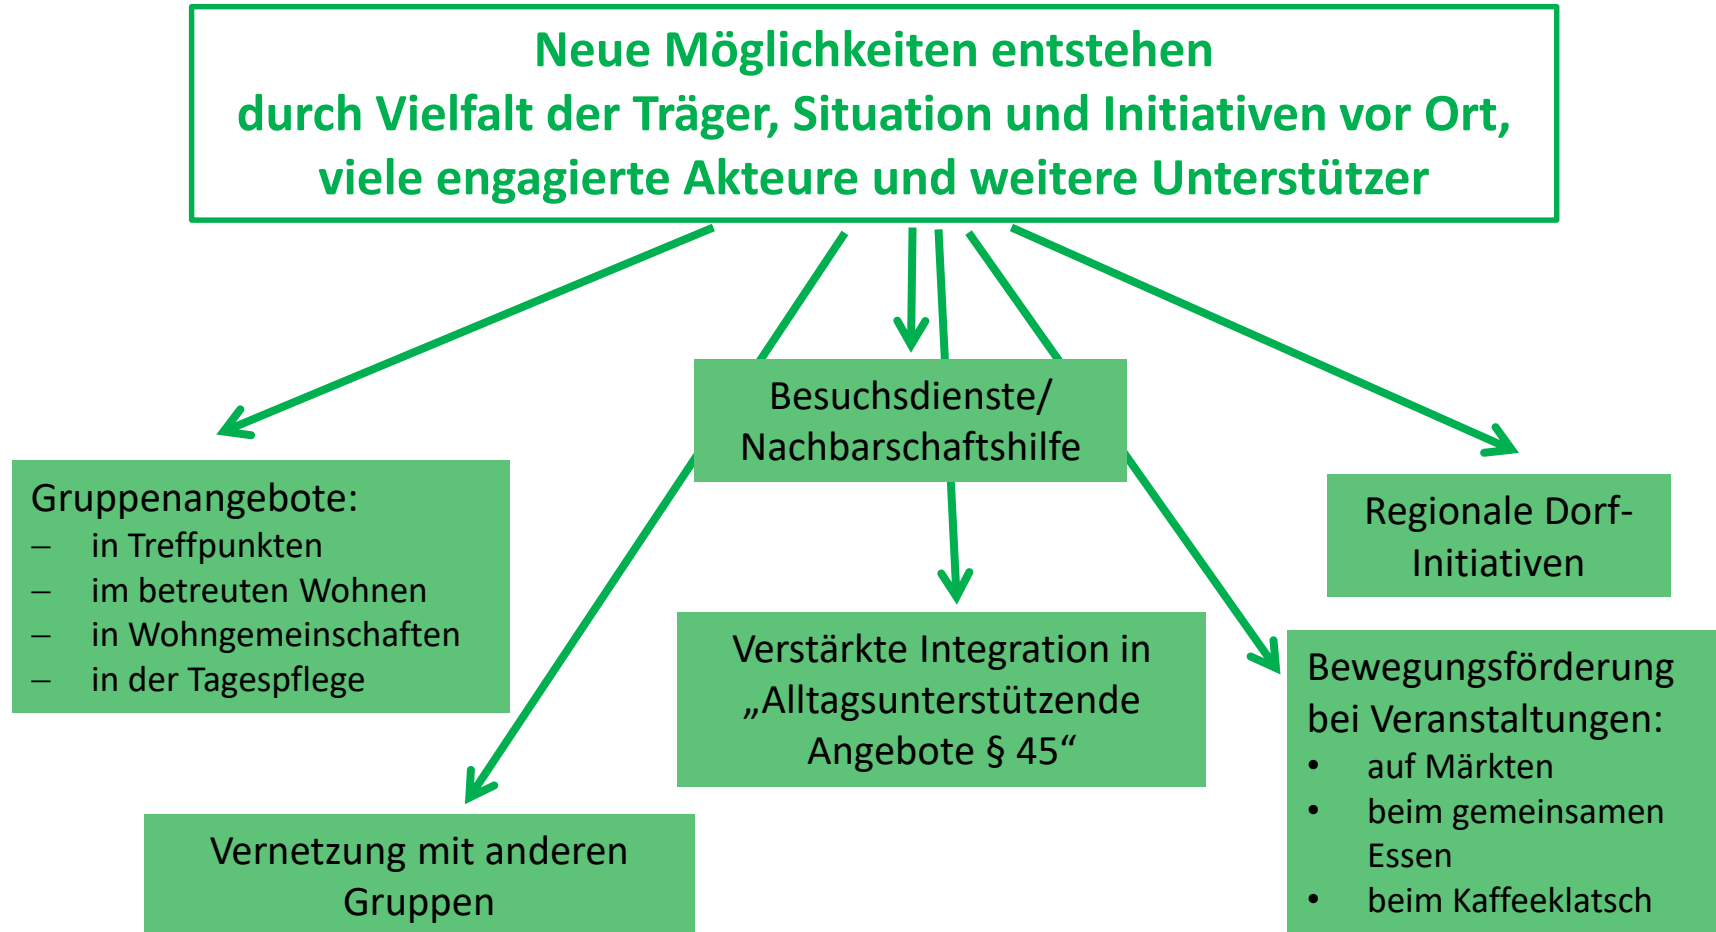 Neue Möglichkeiten entstehen
durch Vielfalt der Träger, Situation und Initiativen vor Ort,
viele engagierte Akteure und weitere Unterstützer
Besuchsdienste/
Nachbarschaftshilfe
Gruppenangebote:
– in Treffpunkten
– im betreuten Wohnen
– in Wohngemeinschaften
– in der Tagespflege
Regionale Dorf-
Initiativen
Verstärkte Integration in
„Alltagsunterstützende
Angebote § 45“
Bewegungsförderung
bei Veranstaltungen:
• auf Märkten
• beim gemeinsamen
Essen
• beim Kaffeeklatsch
Vernetzung mit anderen
Gruppen